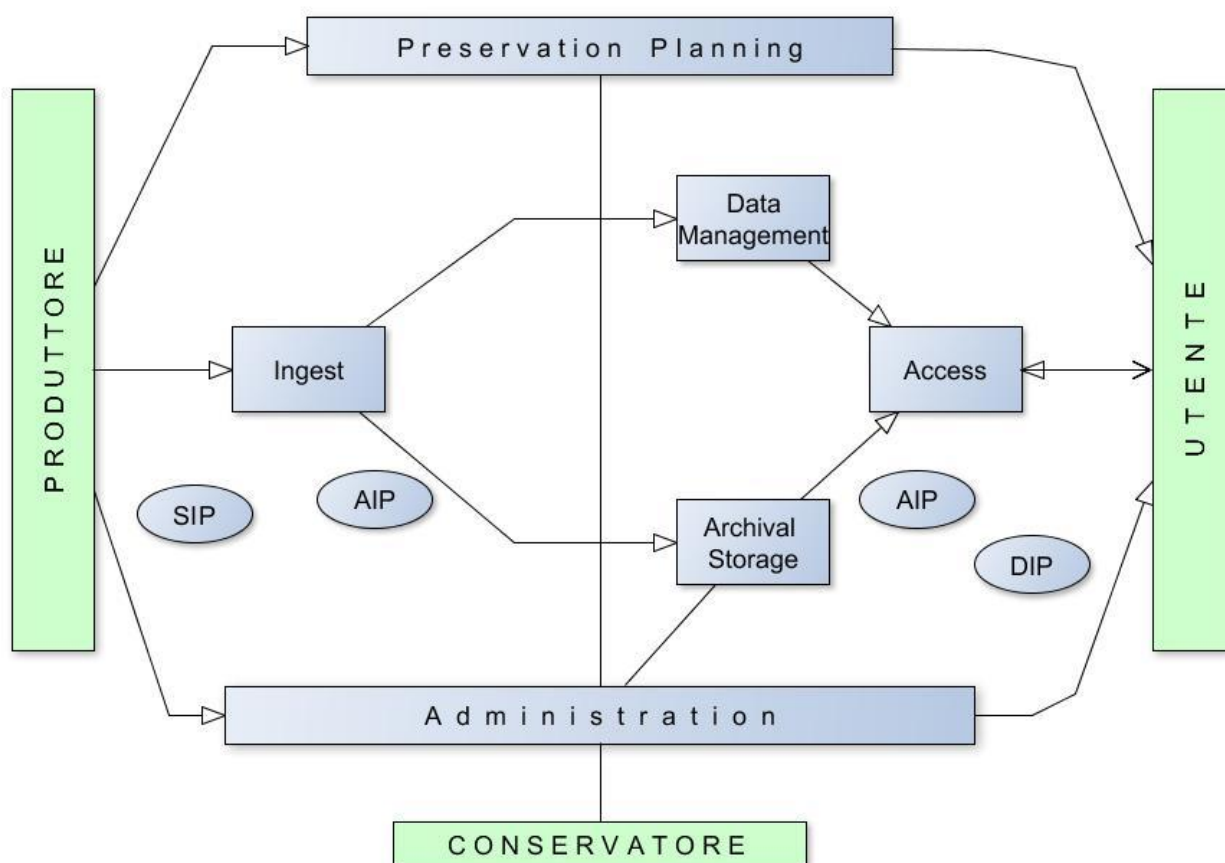 Preservation Planning
PRODUTTORE
Data
Management
UTENTE
Ingest
Access
SIP
AIP
Archival
Storage
AIP
DIP
Administration
CONSERVATORE